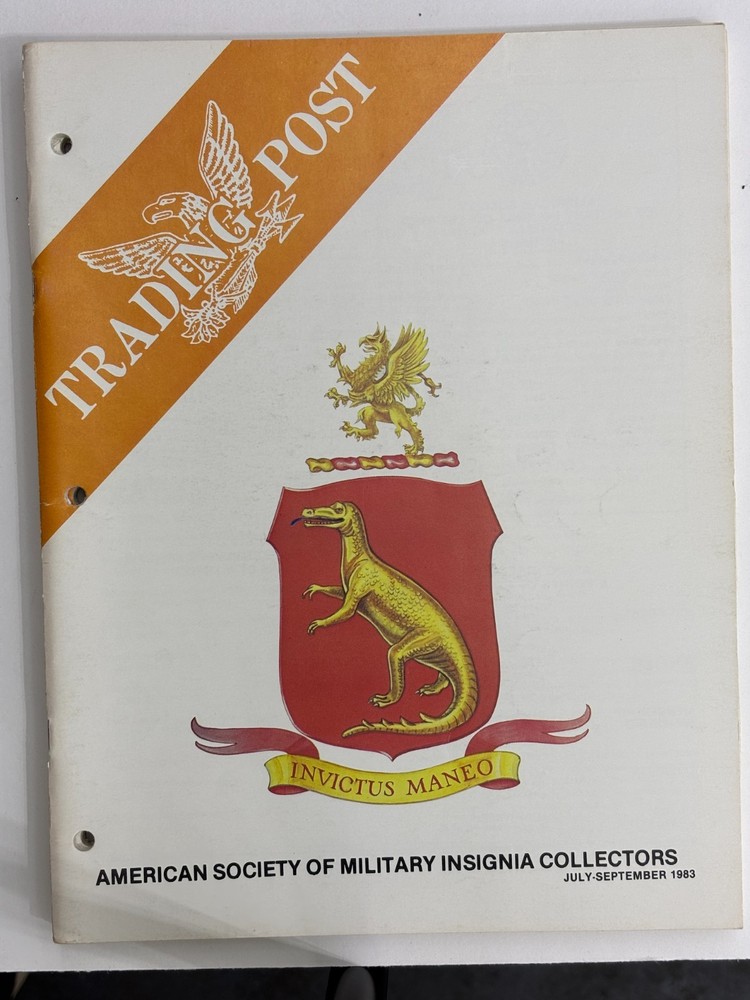 TRADING POST
INVICTUS MANEO
AMERICAN SOCIETY OF MILITARY INSIGNIA COLLECTORS
JULY-SEPTEMBER 1983